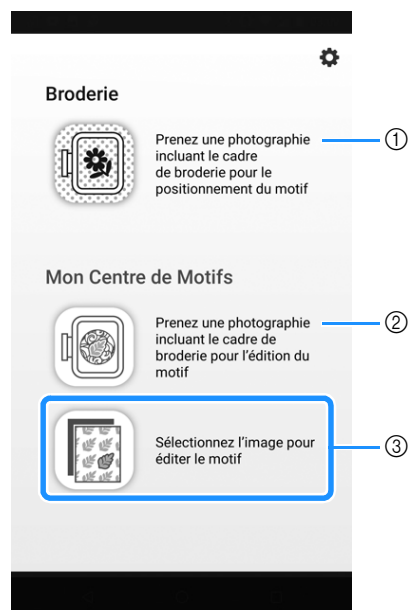 Broderie
Prenez une photographie
incluant le cadre
de broderie pour le
positionnement du motif
①
Mon Centre de Motifs
Prenez une photographie
incluant le cadre de
broderie pour l'édition du
motif
②
Sélectionnez l'image pour
éditer le motif
③